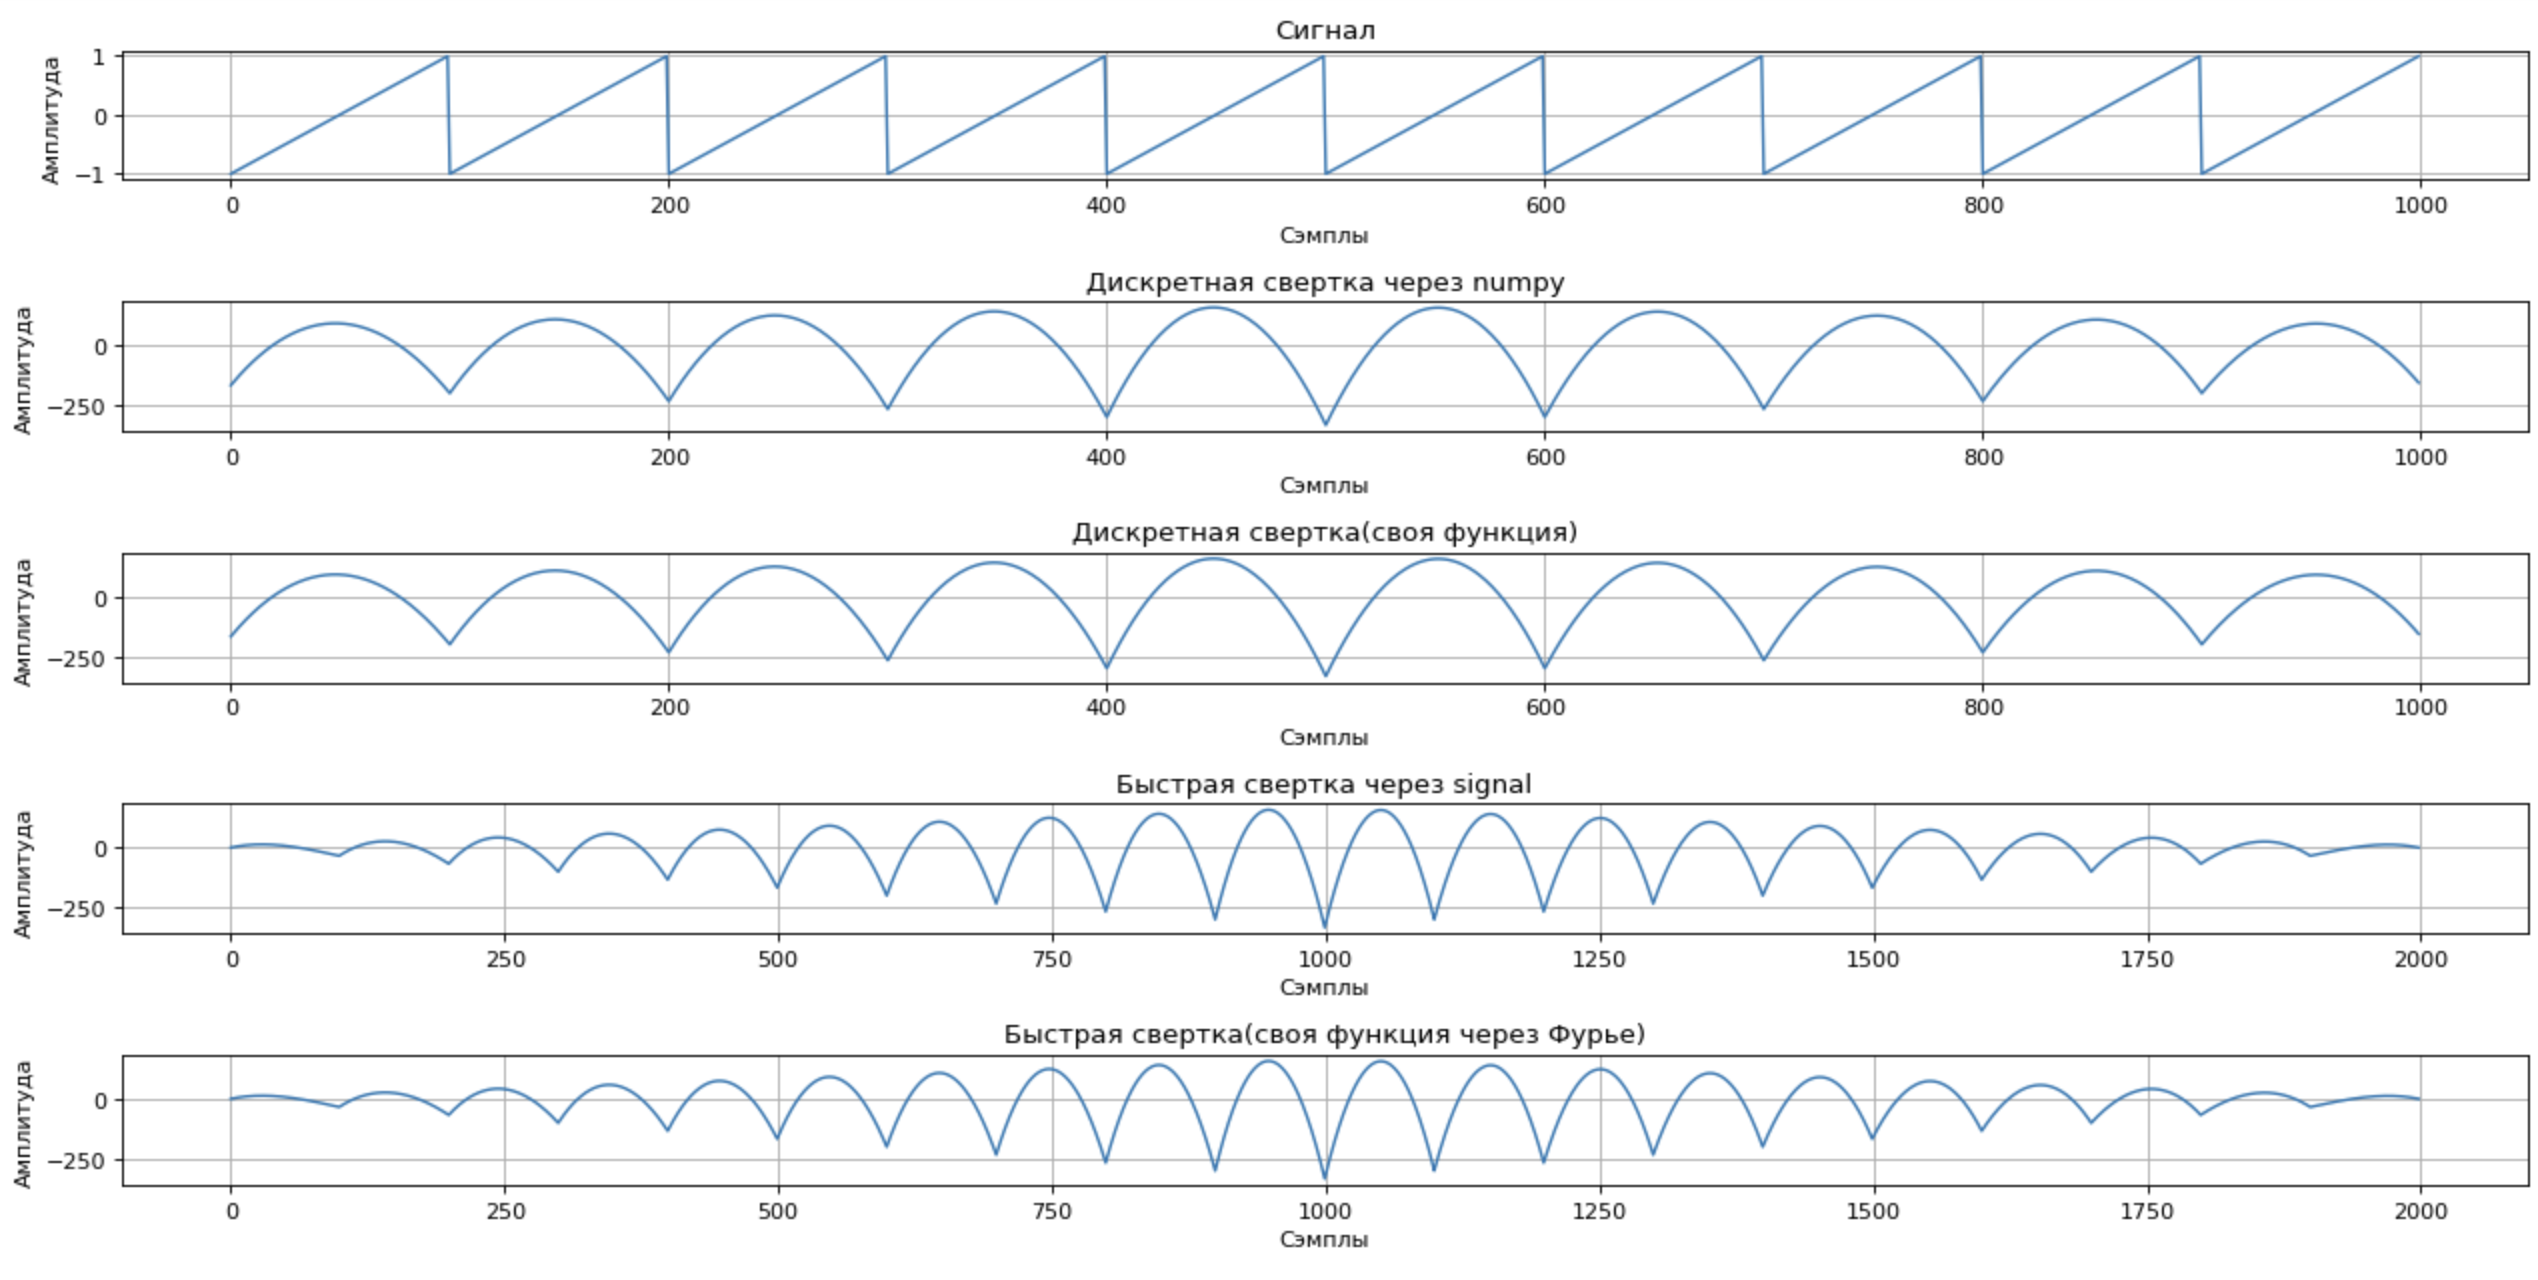 Сигнал
Амплитуда
1
0
−1
0 200 400 600 800 1000
Сэмплы
Дискретная свертка через numpy
Амплитуда
0
−250
0 200 400 600 800 1000
Сэмплы
Дискретная свертка(своя функция)
Амплитуда
0
−250
0 200 400 600 800 1000
Сэмплы
Быстрая свертка через signal
Амплитуда
0
−250
0 250 500 750 1000 1250 1500 1750 2000
Сэмплы
Быстрая свертка(своя функция через Фурье)
Амплитуда
0
−250
0 250 500 750 1000 1250 1500 1750 2000
Сэмплы